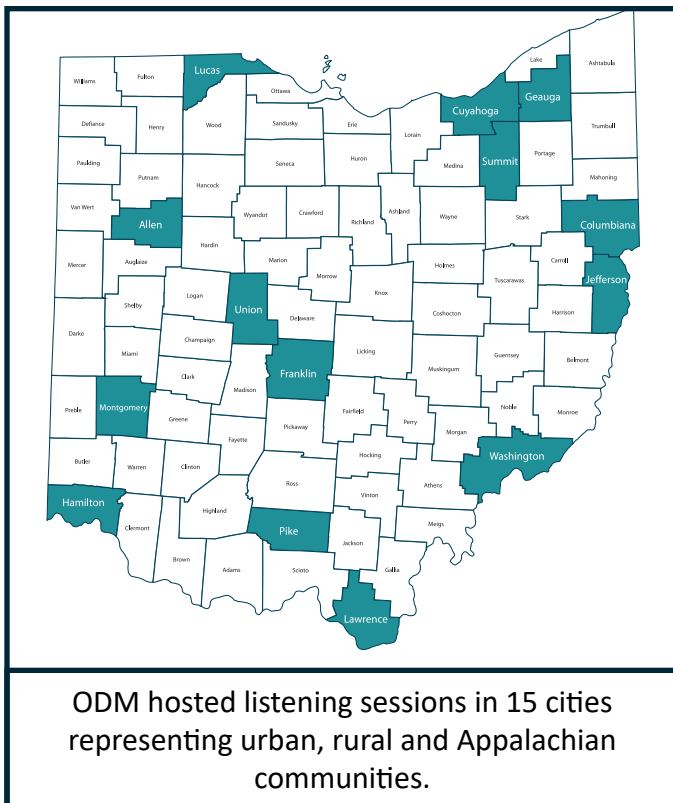 Lake
Ashtabula
Lucas
Fulton
Williams
Geauga
Ottawa
Cuyahoga
Defiance
Henry
Wood
Sandusky
Erie
Lorain
Trumbull
Summit
Portage
Medina
Paulding
Putnam
Seneca
Huron
Mahoning
Hancock
Van Wert
Allen
Wyandot
Crawford
Richland
Ashland
Wayne
Stark
Columbiana
Hardin
Mercer
Auglaize
Marion
Morrow
Holmes
Carroll
Tuscarawas
Jefferson
Logan
Knox
Shelby
Union
Delaware
Coshocton
Harrison
Darke
Champaign
Licking
Guernsey
Belmont
Miami
Franklin
Muskingum
Clark
Madison
Preble
Montgomery
Greene
Pickaway
Fairfield
Perry
Noble
Monroe
Morgan
Fayette
Butler
Warren
Clinton
Hocking
Washington
Ross
Athens
Vinton
Hamilton
Highland
Pike
Meigs
Clermont
Jackson
Brown
Adams
Scioto
Gallia
Lawrence
ODM hosted listening sessions in 15 cities
representing urban, rural and Appalachian
communities.